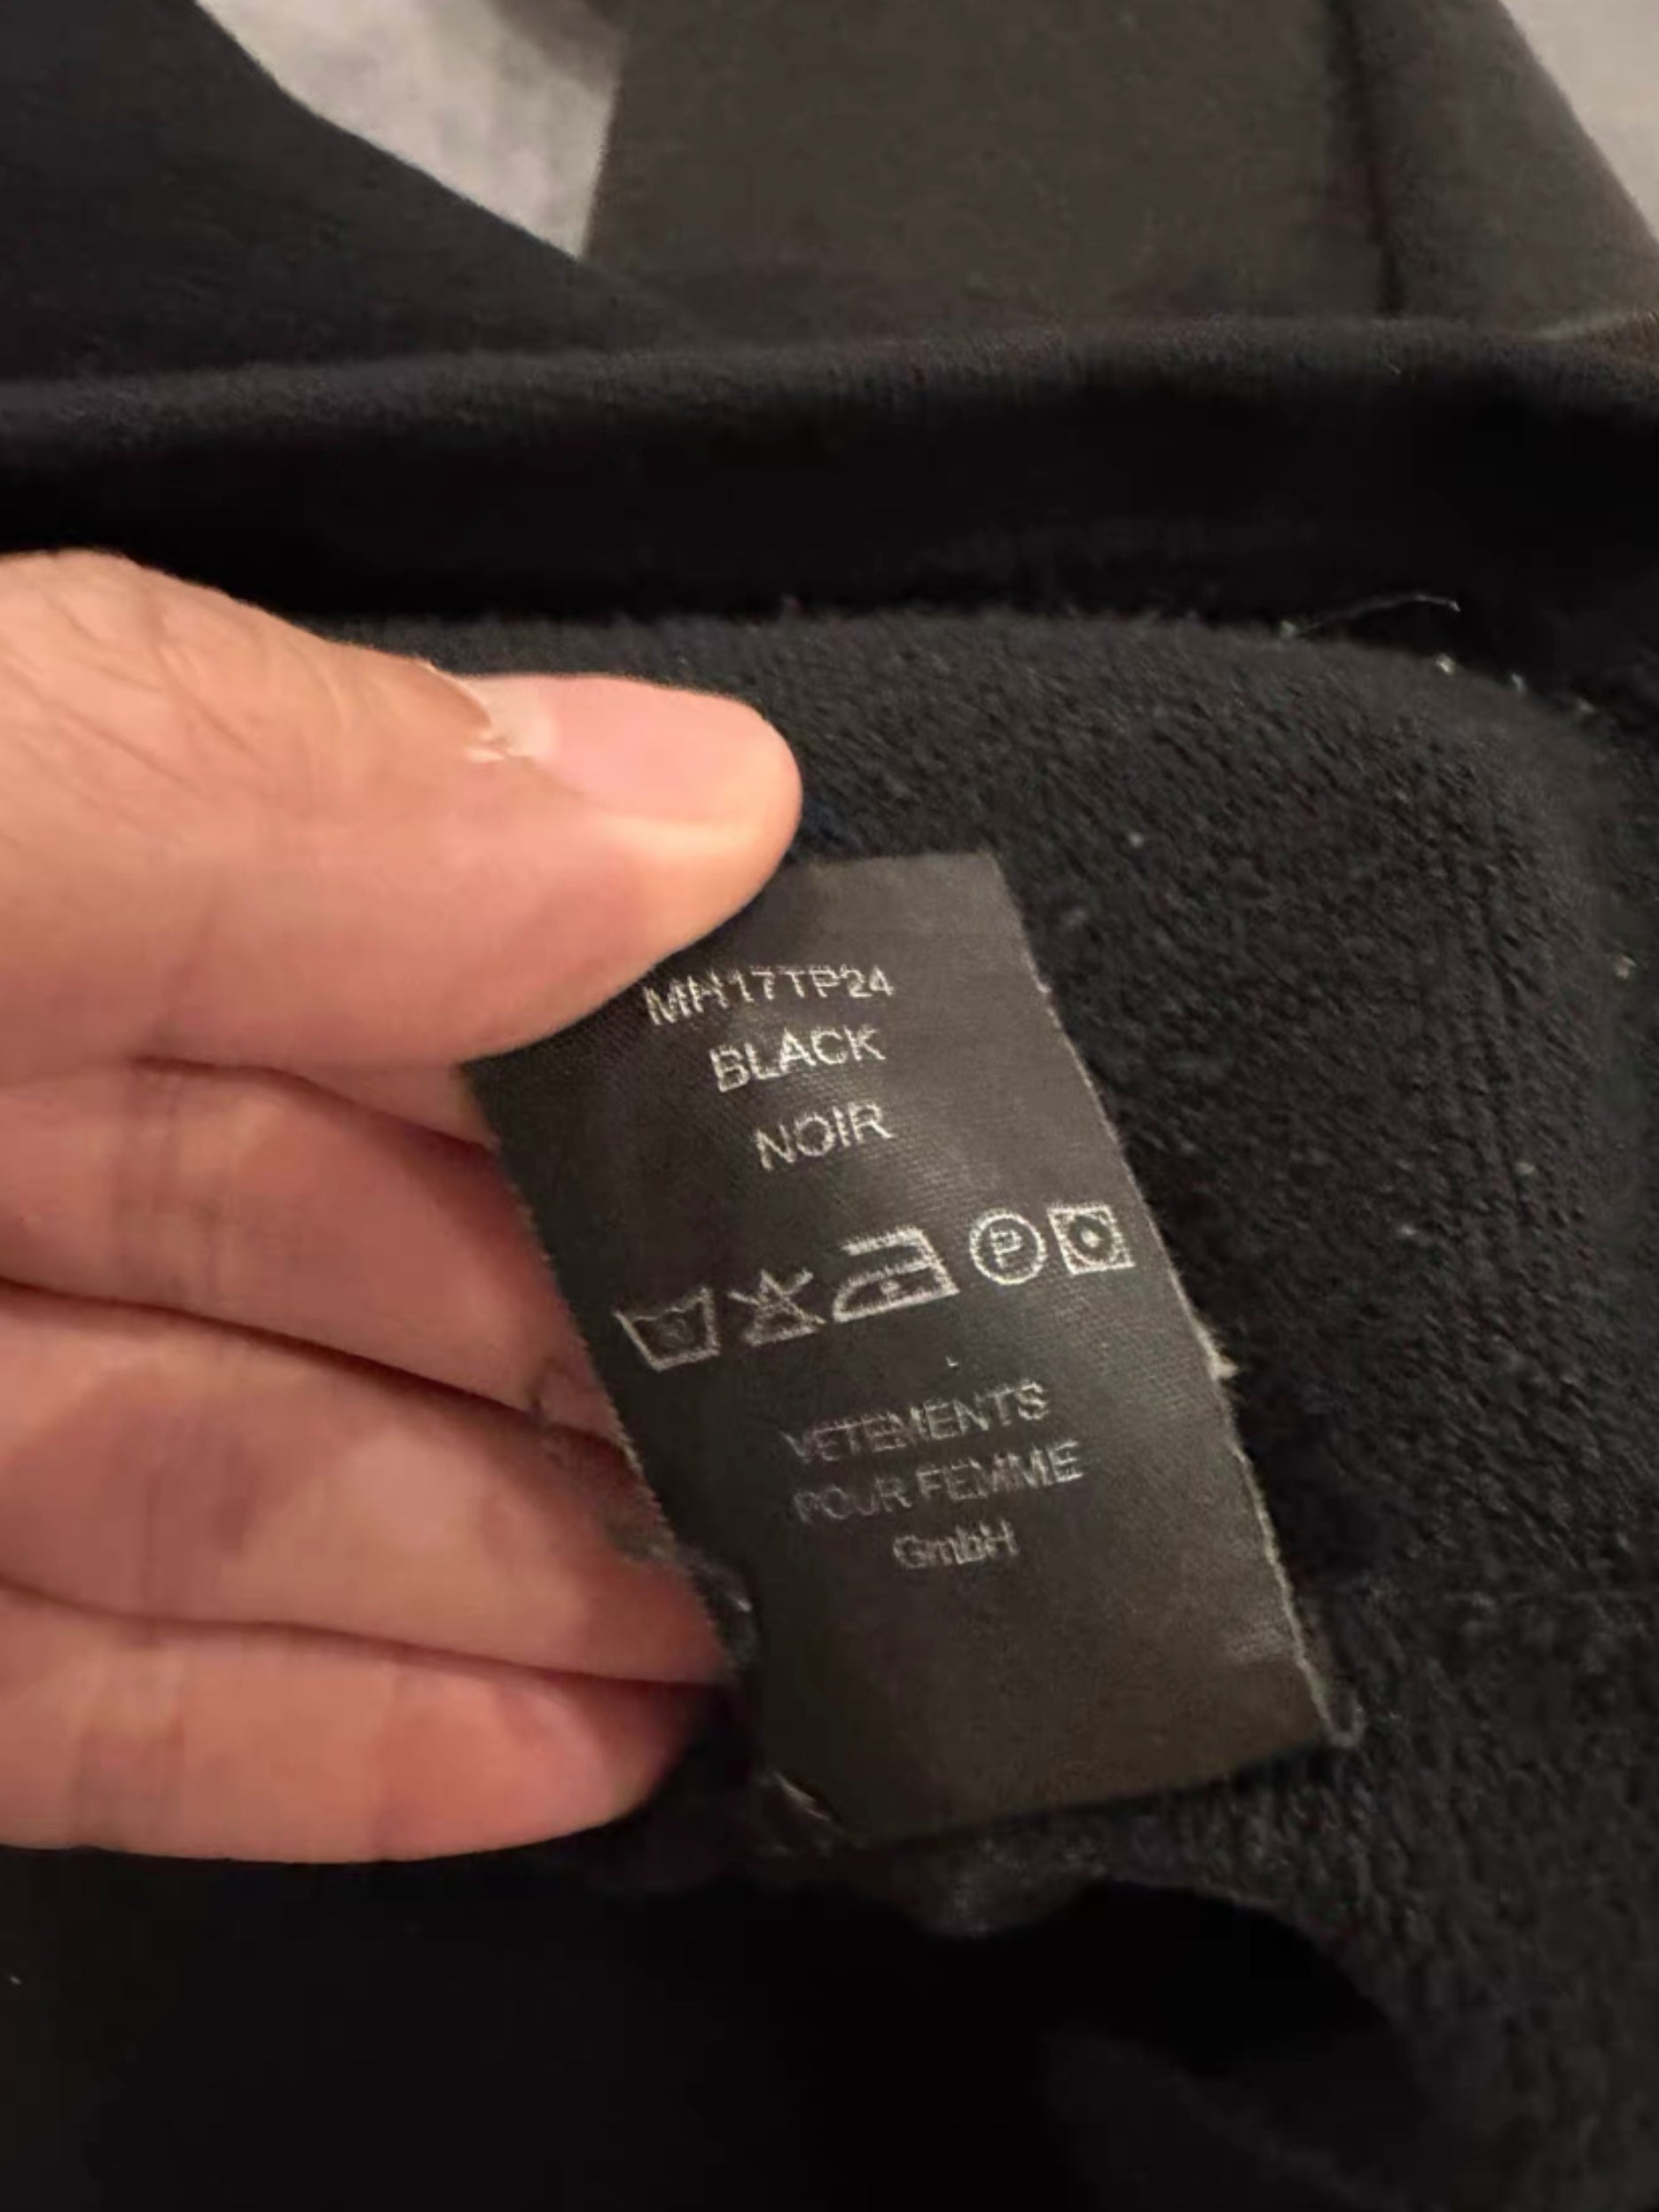 MH17TP24
BLACK
NOIR
P
VETEMENTS
POUR FEMME
GmbH